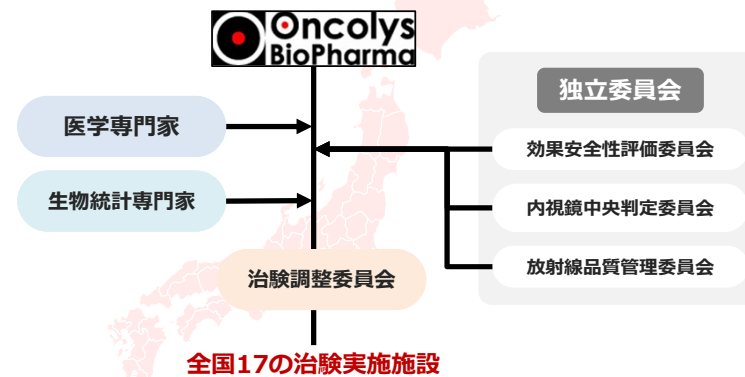 Oncolys
BioPharma
独立委員会
医学専門家
効果安全性評価委員会
生物統計専門家
内視鏡中央判定委員会
治験調整委員会
放射線品質管理委員会
全国17の治験実施施設